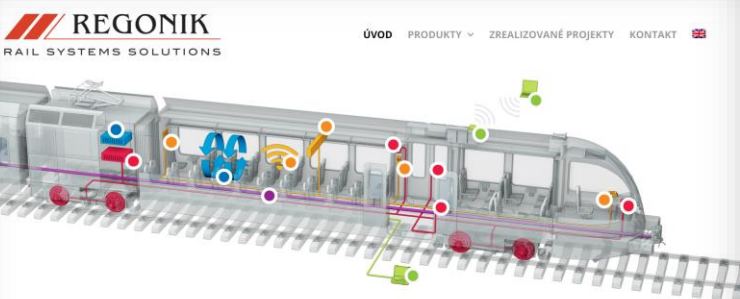 REGONIK
RAIL SYSTEMS SOLUTIONS
ÚVOD PRODUKTY ZREALIZOVANÉ PROJEKTY KONTAKT